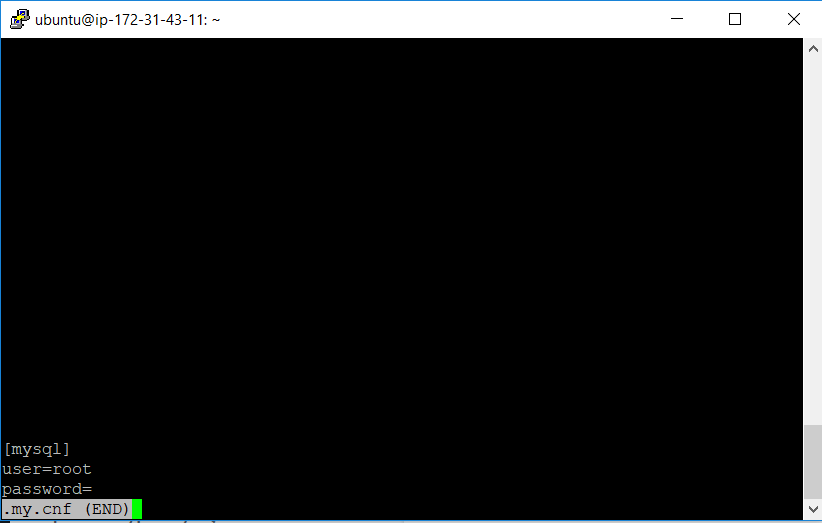 ubuntu@ip-172-31-43-11: ~
[mysql]
user=root
password=
.my.cnf (END)